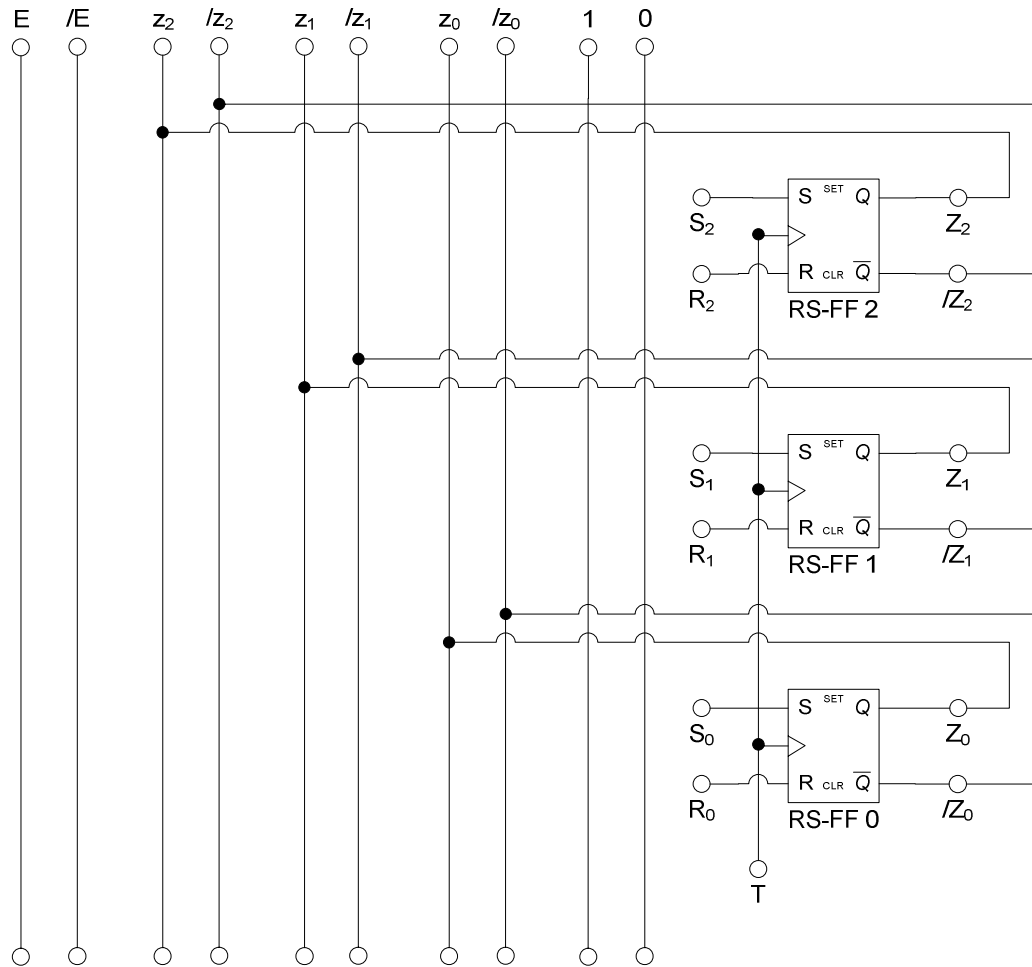 E /E z₂ /z₂ z₁ /z₁ z₀ /z₀ 1 0
S SET Q
S₂ Z₂
R CLR Q̅
R₂ /Z₂
RS-FF 2
S SET Q
S₁ Z₁
R CLR Q̅
R₁ /Z₁
RS-FF 1
S SET Q
S₀ Z₀
R CLR Q̅
R₀ /Z₀
RS-FF 0
T